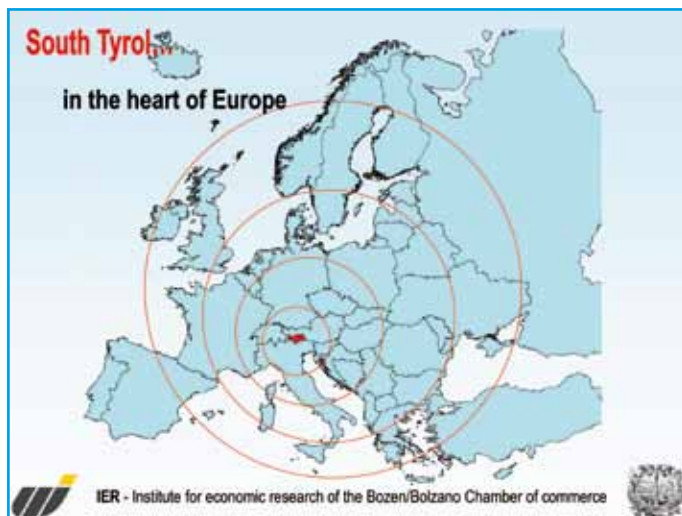 South Tyrol...
in the heart of Europe
IER - Institute for economic research of the Bozen/Bolzano Chamber of commerce